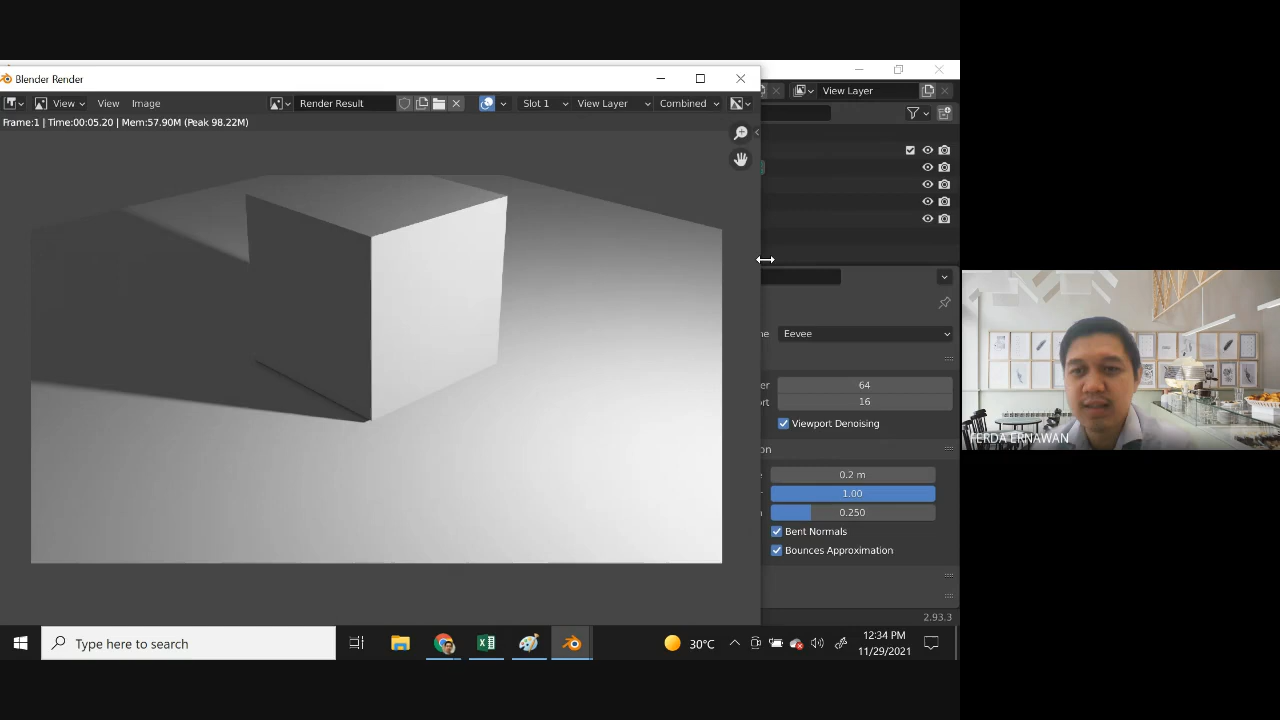 Blender Render
View
View
Image
Render Result
Slot 1
View Layer
Combined
View Layer
Frame:1 | Time:00:05.20 | Mem:57.90M (Peak 98.22M)
Eevee
64
16
Viewport Denoising
0.2 m
1.00
0.250
Bent Normals
Bounces Approximation
2.93.3
FERDA ERNAWAN
Type here to search
30°C
12:34 PM
11/29/2021